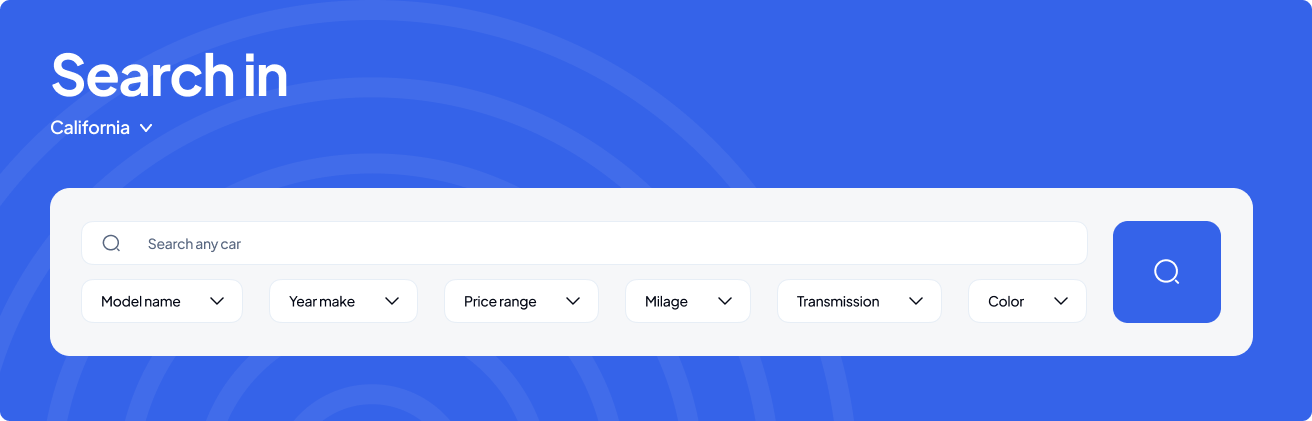 Search in
California
Search any car
Model name Year make Price range Milage Transmission Color